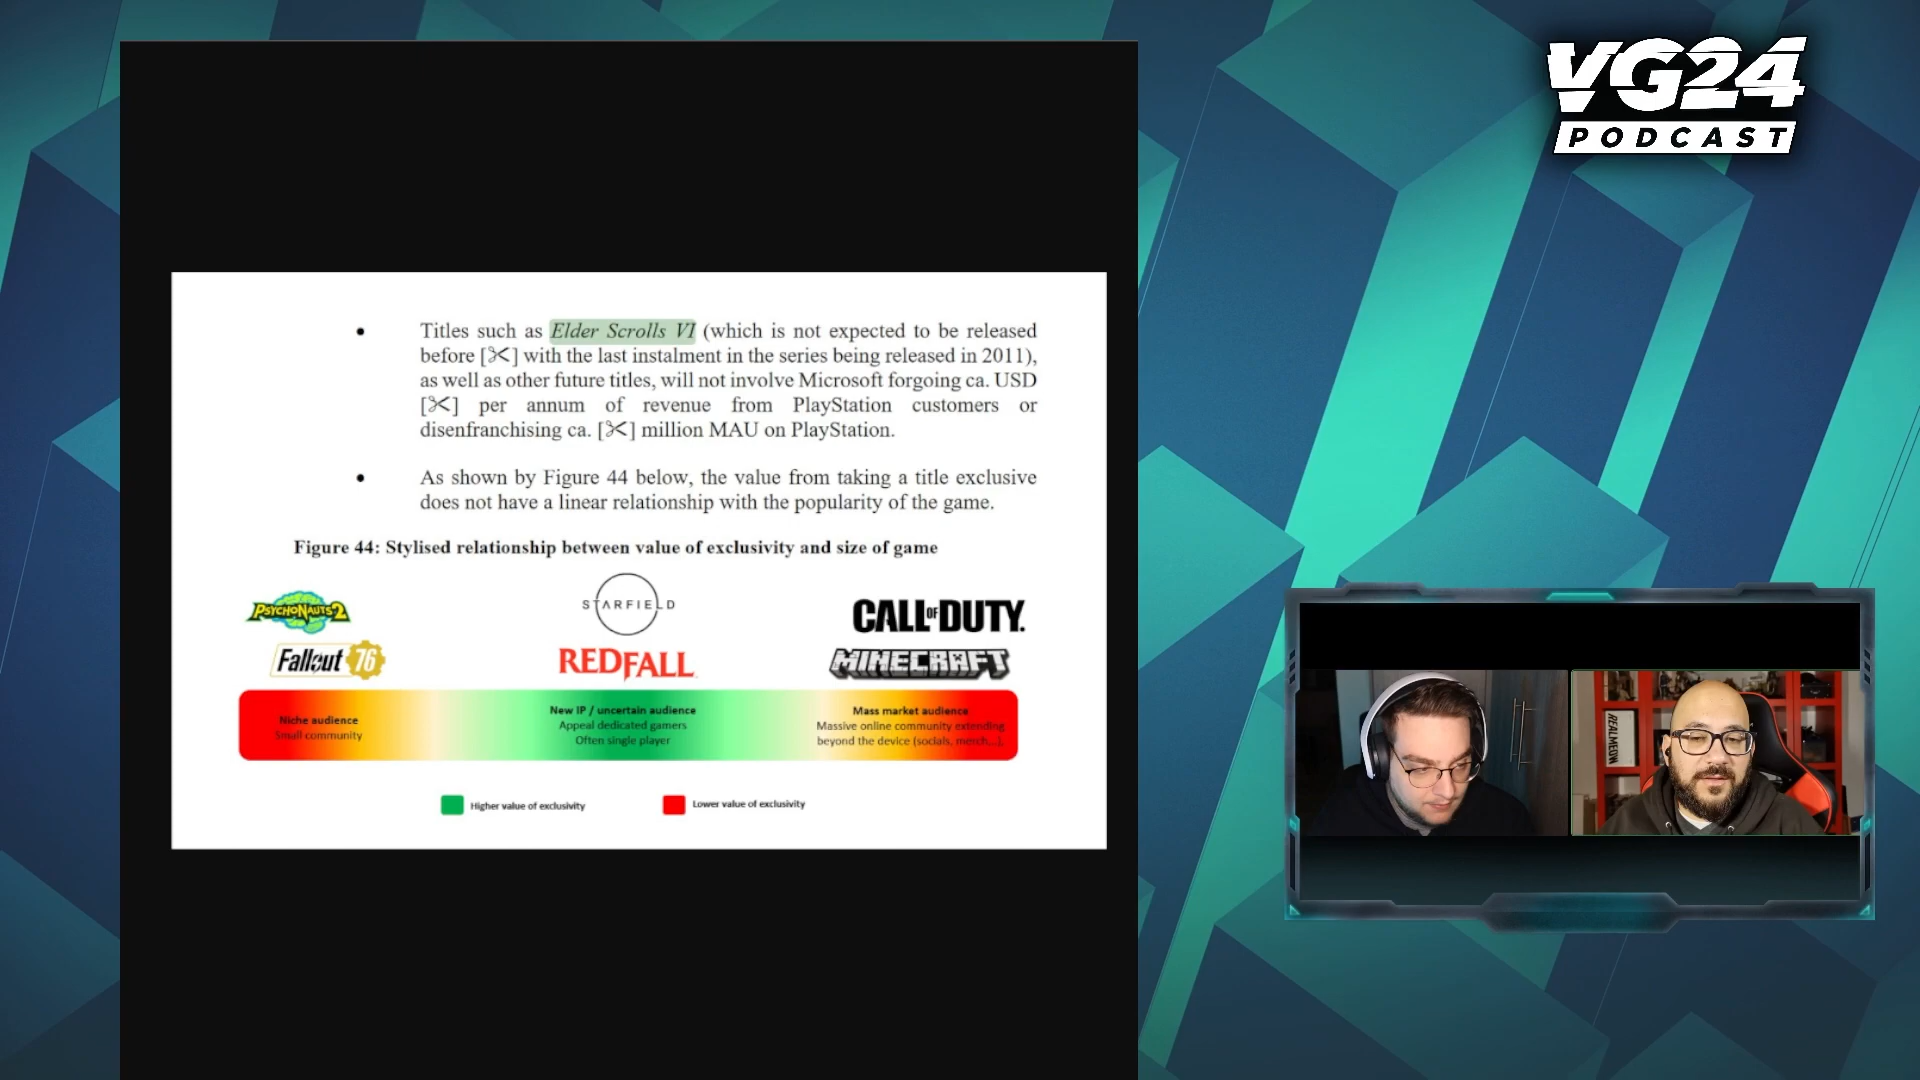 VG24
PODCAST
• Titles such as Elder Scrolls VI (which is not expected to be released
before [✂] with the last instalment in the series being released in 2011),
as well as other future titles, will not involve Microsoft forgoing ca. USD
[✂] per annum of revenue from PlayStation customers or
disenfranchising ca. [✂] million MAU on PlayStation.
• As shown by Figure 44 below, the value from taking a title exclusive
does not have a linear relationship with the popularity of the game.
Figure 44: Stylised relationship between value of exclusivity and size of game
PSYCHONAUTS 2
STARFIELD
CALL OF DUTY.
Fallout 76
REDFALL
MINECRAFT
Niche audience
Small community
New IP / uncertain audience
Appeal dedicated gamers
Often single player
Mass market audience
Massive online community extending
beyond the device (socials, merch...).
Higher value of exclusivity
Lower value of exclusivity
REALMEON